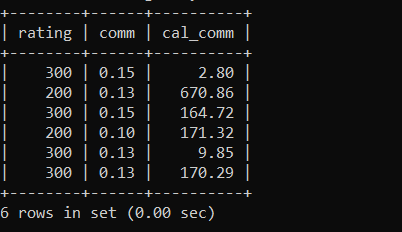 +--------+------+----------+
| rating | comm | cal_comm |
+--------+------+----------+
|    300 | 0.15 |     2.80 |
|    200 | 0.13 |   670.86 |
|    300 | 0.15 |   164.72 |
|    200 | 0.10 |   171.32 |
|    300 | 0.13 |     9.85 |
|    300 | 0.13 |   170.29 |
+--------+------+----------+
6 rows in set (0.00 sec)